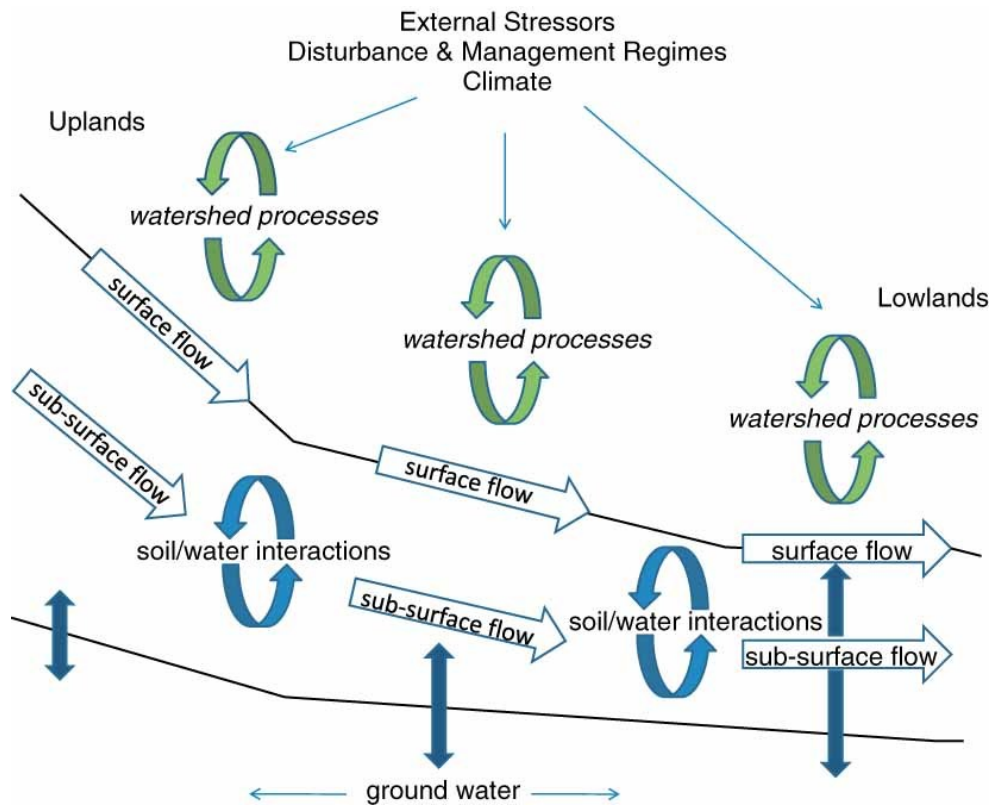 External Stressors
Disturbance & Management Regimes
Climate
Uplands
watershed processes
surface flow
Lowlands
watershed processes
sub-surface flow
watershed processes
surface flow
soil/water interactions
surface flow
sub-surface flow
soil/water interactions
sub-surface flow
ground water